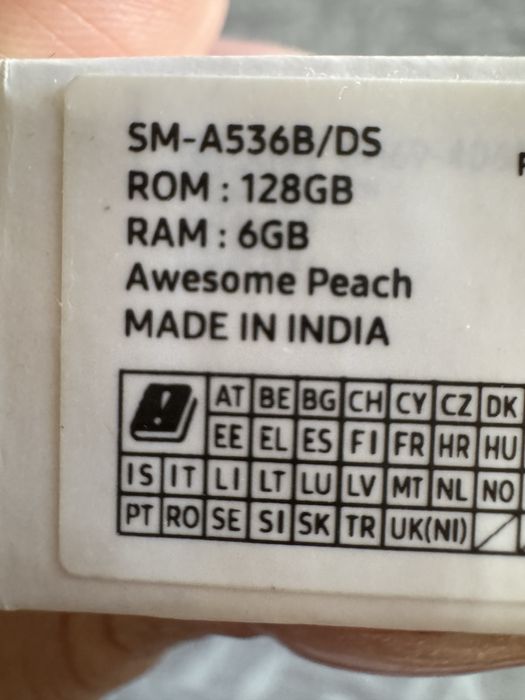 SM-A536B/DS
ROM : 128GB
RAM : 6GB
Awesome Peach
MADE IN INDIA
AT BE BG CH CY CZ DK
EE EL ES FI FR HR HU
IS IT LI LT LU LV MT NL NO
PT RO SE SI SK TR UK(NI)